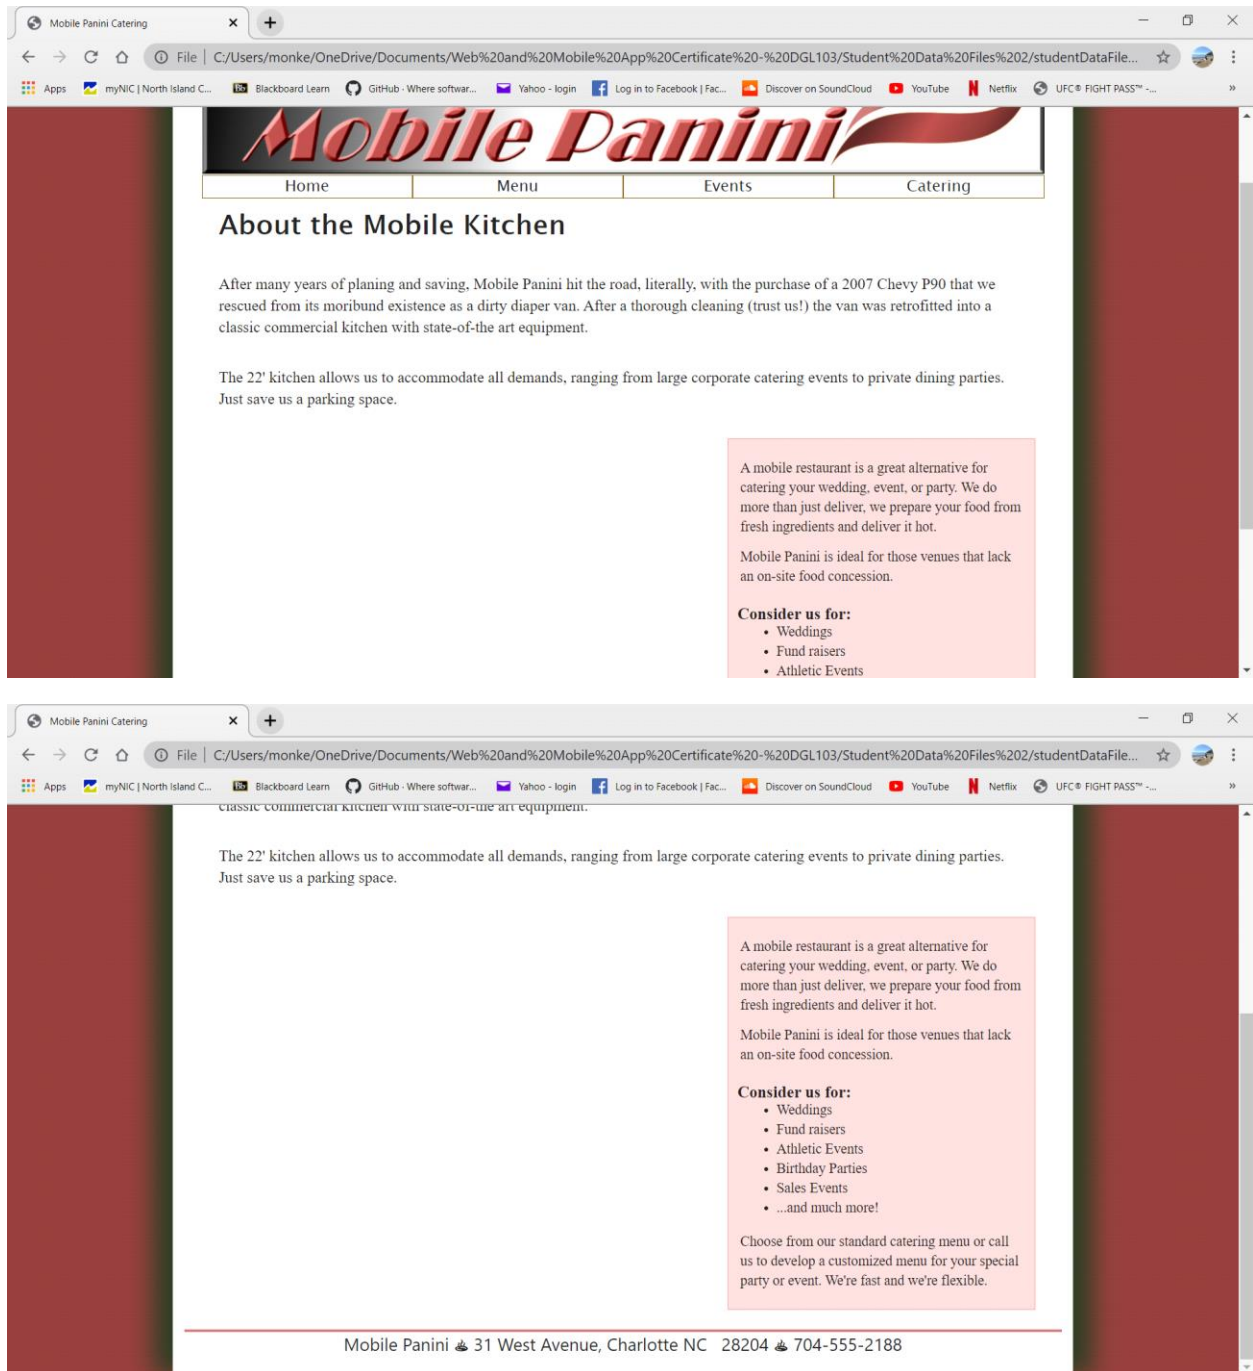 Mobile Panini Catering
File | C:/Users/monke/OneDrive/Documents/Web%20and%20Mobile%20App%20Certificate%20-%20DGL103/Student%20Data%20Files%202/studentDataFile...
Apps myNIC | North Island C... Blackboard Learn GitHub · Where softwar... Yahoo - login Log in to Facebook | Fac... Discover on SoundCloud YouTube Netflix UFC® FIGHT PASS™ -... »
Mobile Panini
Home Menu Events Catering
About the Mobile Kitchen
After many years of planing and saving, Mobile Panini hit the road, literally, with the purchase of a 2007 Chevy P90 that we
rescued from its moribund existence as a dirty diaper van. After a thorough cleaning (trust us!) the van was retrofitted into a
classic commercial kitchen with state-of-the art equipment.
The 22' kitchen allows us to accommodate all demands, ranging from large corporate catering events to private dining parties.
Just save us a parking space.
A mobile restaurant is a great alternative for
catering your wedding, event, or party. We do
more than just deliver, we prepare your food from
fresh ingredients and deliver it hot.
Mobile Panini is ideal for those venues that lack
an on-site food concession.
Consider us for:
• Weddings
• Fund raisers
• Athletic Events
Mobile Panini Catering
File | C:/Users/monke/OneDrive/Documents/Web%20and%20Mobile%20App%20Certificate%20-%20DGL103/Student%20Data%20Files%202/studentDataFile...
Apps myNIC | North Island C... Blackboard Learn GitHub · Where softwar... Yahoo - login Log in to Facebook | Fac... Discover on SoundCloud YouTube Netflix UFC® FIGHT PASS™ -... »
classic commercial kitchen with state-of-the art equipment.
The 22' kitchen allows us to accommodate all demands, ranging from large corporate catering events to private dining parties.
Just save us a parking space.
A mobile restaurant is a great alternative for
catering your wedding, event, or party. We do
more than just deliver, we prepare your food from
fresh ingredients and deliver it hot.
Mobile Panini is ideal for those venues that lack
an on-site food concession.
Consider us for:
• Weddings
• Fund raisers
• Athletic Events
• Birthday Parties
• Sales Events
• ...and much more!
Choose from our standard catering menu or call
us to develop a customized menu for your special
party or event. We're fast and we're flexible.
Mobile Panini ♨ 31 West Avenue, Charlotte NC 28204 ♨ 704-555-2188